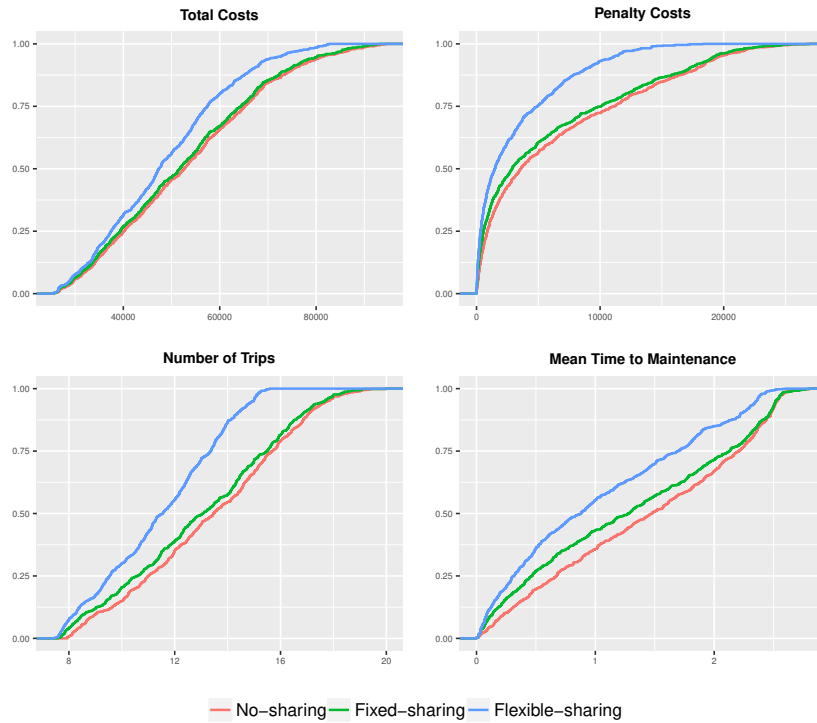 Total Costs
1.00
0.75
0.50
0.25
0.00
40000 60000 80000
Penalty Costs
1.00
0.75
0.50
0.25
0.00
0 10000 20000
Number of Trips
1.00
0.75
0.50
0.25
0.00
8 12 16 20
Mean Time to Maintenance
1.00
0.75
0.50
0.25
0.00
0 1 2
No−sharing Fixed−sharing Flexible−sharing